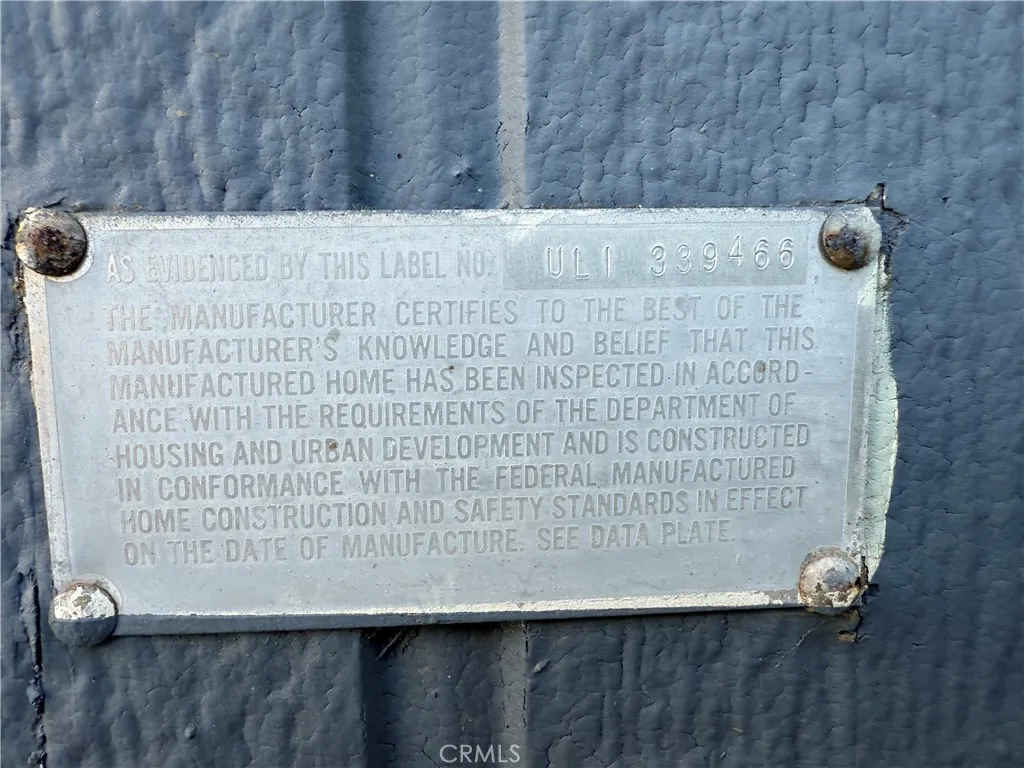 AS EVIDENCED BY THIS LABEL NO. ULI 339466
THE MANUFACTURER CERTIFIES TO THE BEST OF THE
MANUFACTURER'S KNOWLEDGE AND BELIEF THAT THIS
MANUFACTURED HOME HAS BEEN INSPECTED IN ACCORD-
ANCE WITH THE REQUIREMENTS OF THE DEPARTMENT OF
HOUSING AND URBAN DEVELOPMENT AND IS CONSTRUCTED
IN CONFORMANCE WITH THE FEDERAL MANUFACTURED
HOME CONSTRUCTION AND SAFETY STANDARDS IN EFFECT
ON THE DATE OF MANUFACTURE. SEE DATA PLATE.
CRMLS